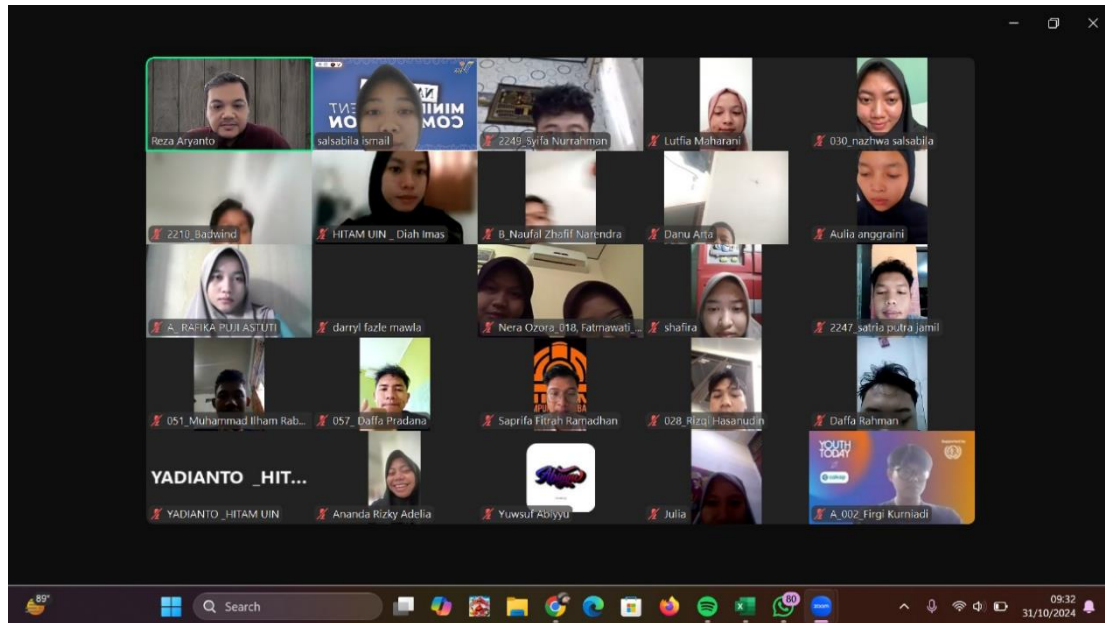 Reza Aryanto
salsabila ismail
2249_Syifa Nurrahman
Lutfia Maharani
030_nazhwa salsabila
2210_Badwind
HITAM UIN _ Diah Imas
B_Naufal Zhafif Narendra
Danu Arta
Aulia anggraini
A_ RAFIKA PUJI ASTUTI
darryl fazle mawla
Nera Ozora_018, Fatmawati_...
shafira
2247_satria putra jamil
051_Muhammad Ilham Rab...
057_ Daffa Pradana
Saprifa Fitrah Ramadhan
028_Rizqi Hasanudin
Daffa Rahman
YADIANTO _HIT...
YADIANTO _HITAM UIN
Ananda Rizky Adelia
Yuwsuf Abiyyu
Julia
YOUTH
TODAY
A_002_Firgi Kurniadi
89°
Search
80
zoom
09:32
31/10/2024